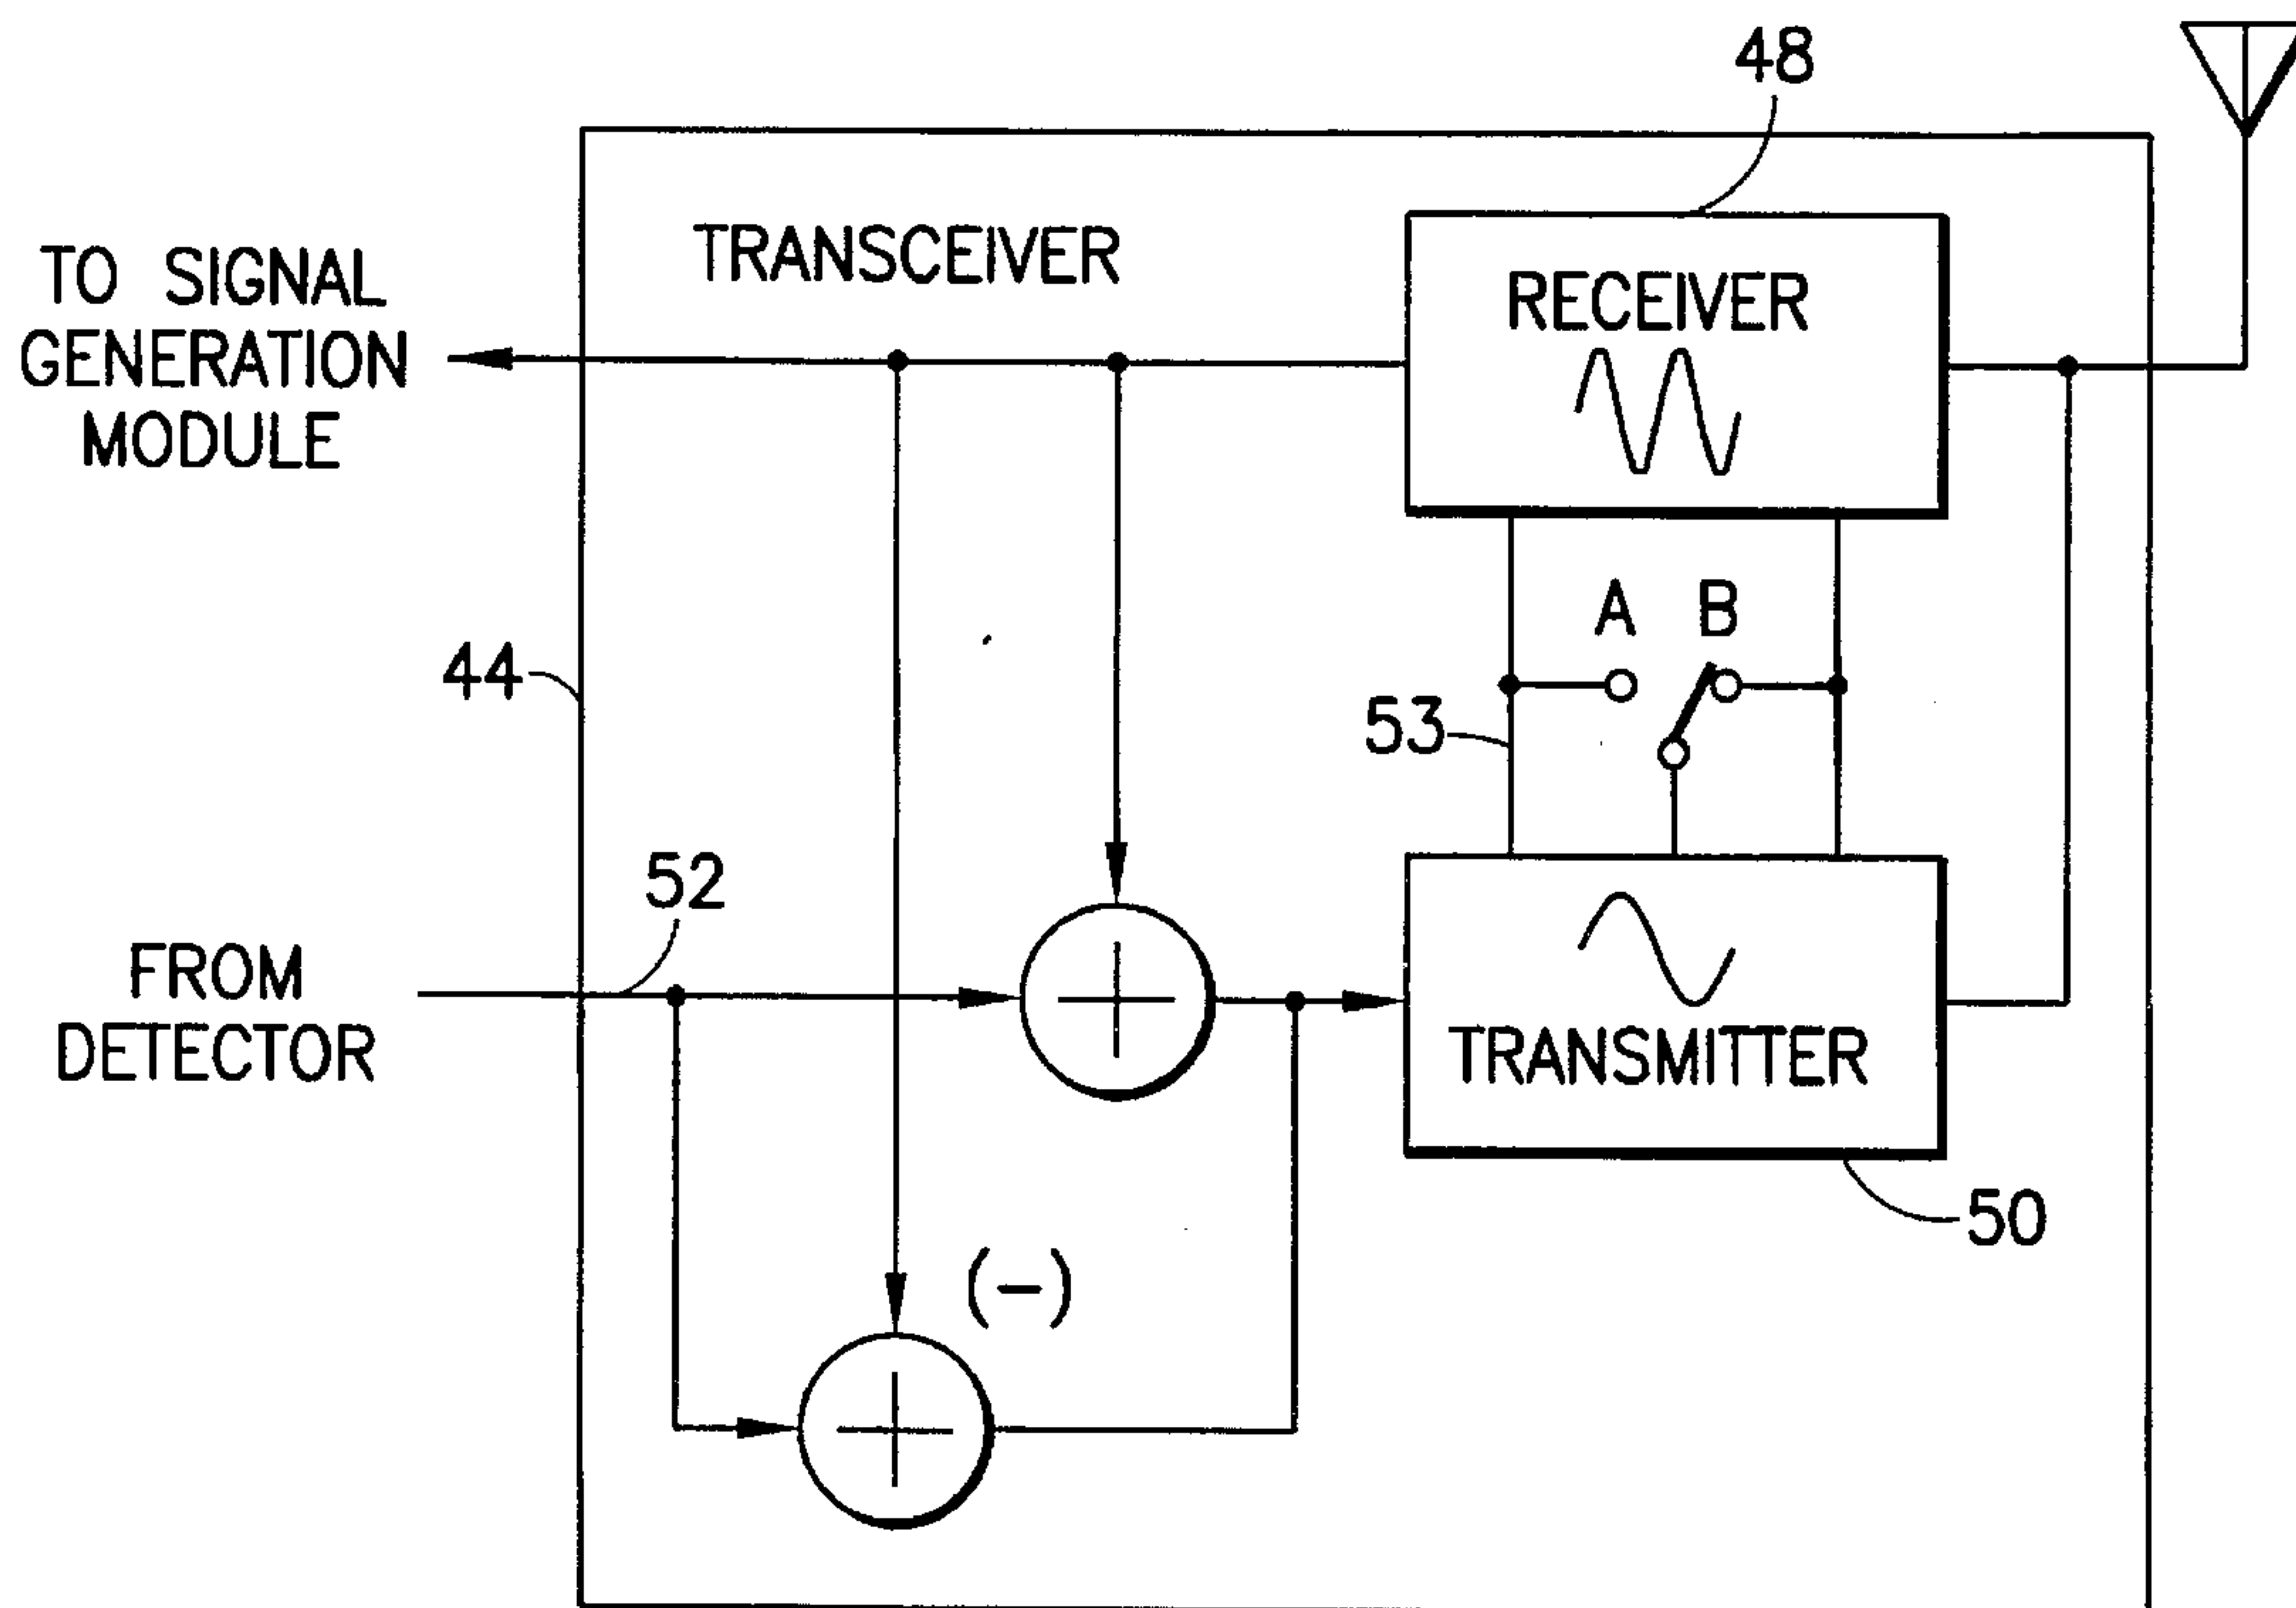 48
TRANSCEIVER
TO SIGNAL
GENERATION
MODULE
RECEIVER
A B
44
53
52
FROM
DETECTOR
TRANSMITTER
50
(-)